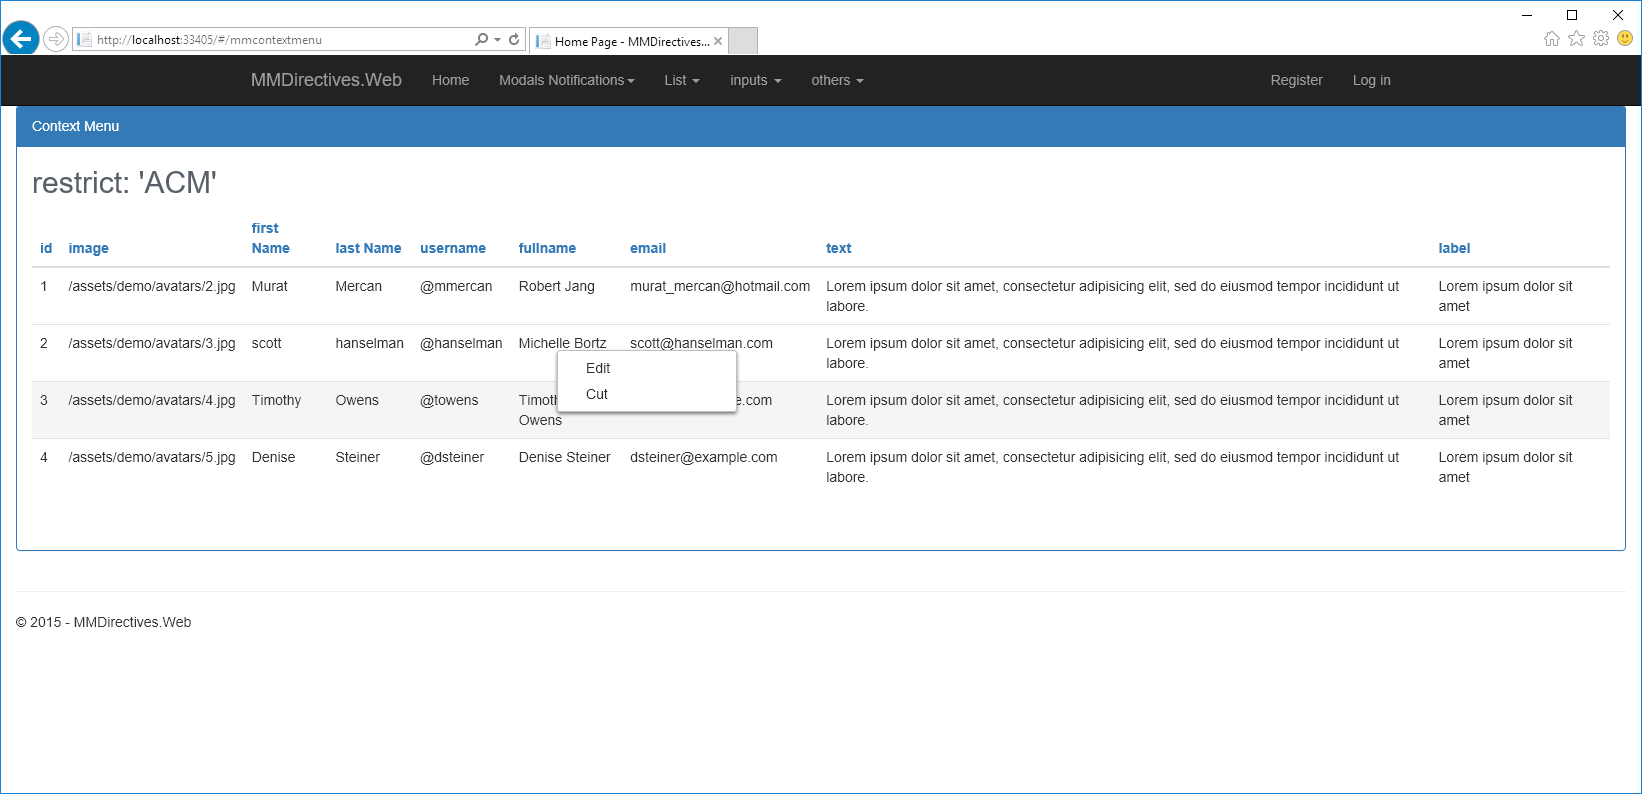 http://localhost:33405/#/mmcontextmenu
Home Page - MMDirectives...
MMDirectives.Web Home Modals Notifications List inputs others Register Log in
Context Menu
restrict: 'ACM'
id image first Name last Name username fullname email text label
1 /assets/demo/avatars/2.jpg Murat Mercan @mmercan Robert Jang murat_mercan@hotmail.com Lorem ipsum dolor sit amet, consectetur adipisicing elit, sed do eiusmod tempor incididunt ut Lorem ipsum dolor sit
labore. amet
2 /assets/demo/avatars/3.jpg scott hanselman @hanselman Michelle Bortz scott@hanselman.com Lorem ipsum dolor sit amet, consectetur adipisicing elit, sed do eiusmod tempor incididunt ut Lorem ipsum dolor sit
labore. amet
Edit
Cut
3 /assets/demo/avatars/4.jpg Timothy Owens @towens Timoth e.com Lorem ipsum dolor sit amet, consectetur adipisicing elit, sed do eiusmod tempor incididunt ut Lorem ipsum dolor sit
Owens labore. amet
4 /assets/demo/avatars/5.jpg Denise Steiner @dsteiner Denise Steiner dsteiner@example.com Lorem ipsum dolor sit amet, consectetur adipisicing elit, sed do eiusmod tempor incididunt ut Lorem ipsum dolor sit
labore. amet
© 2015 - MMDirectives.Web